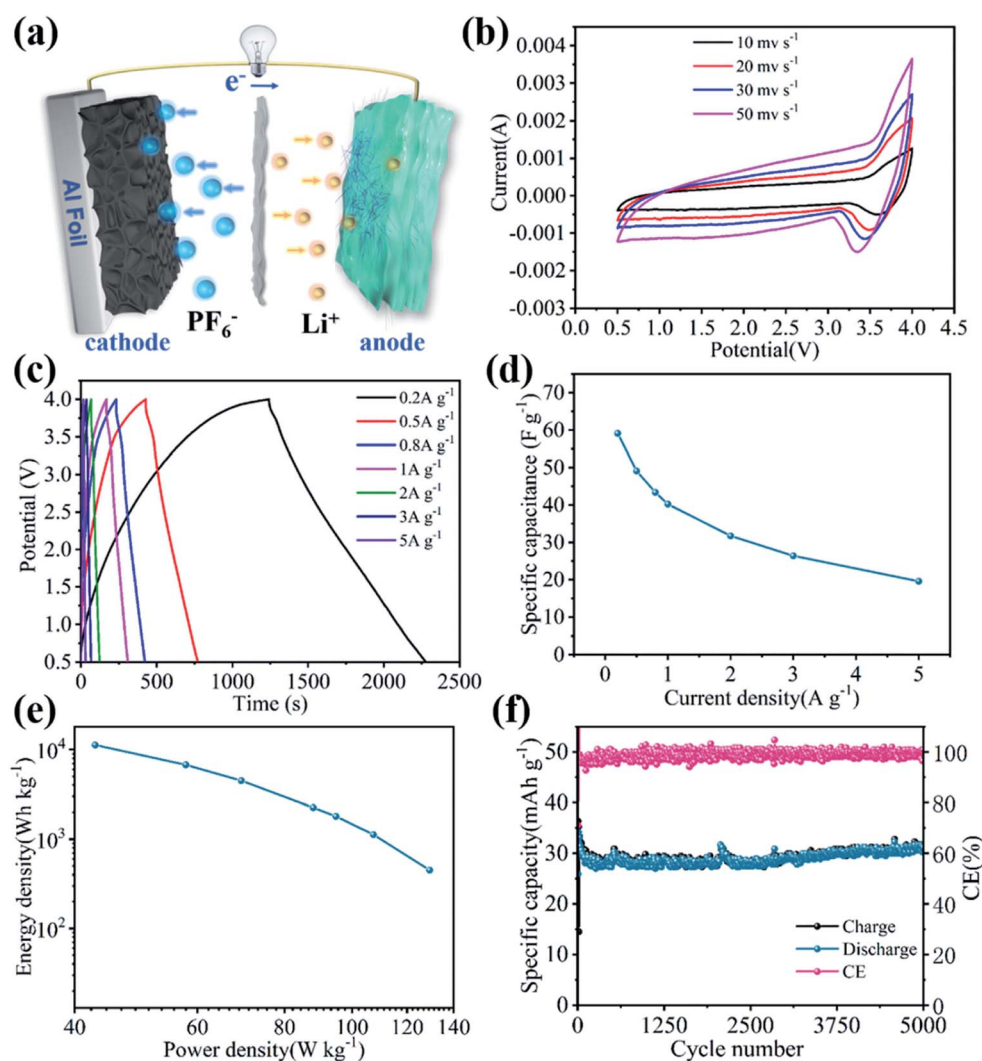 (a)
e⁻
Al Foil
PF₆⁻
Li⁺
cathode
anode
(b)
0.004
0.003
0.002
0.001
0.000
-0.001
-0.002
-0.003
Current(A)
10 mv s⁻¹
20 mv s⁻¹
30 mv s⁻¹
50 mv s⁻¹
0.0 0.5 1.0 1.5 2.0 2.5 3.0 3.5 4.0 4.5
Potential(V)
(c)
4.0
3.5
3.0
2.5
2.0
1.5
1.0
0.5
Potential (V)
0.2A g⁻¹
0.5A g⁻¹
0.8A g⁻¹
1A g⁻¹
2A g⁻¹
3A g⁻¹
5A g⁻¹
0 500 1000 1500 2000 2500
Time (s)
(d)
70
60
50
40
30
20
10
0
Specific capacitance (F g⁻¹)
0 1 2 3 4 5
Current density(A g⁻¹)
(e)
10⁴
10³
10²
Energy density(Wh kg⁻¹)
40 60 80 100 120 140
Power density(W kg⁻¹)
(f)
50
40
30
20
10
0
Specific capacity(mAh g⁻¹)
100
80
60
40
20
0
CE(%)
Charge
Discharge
CE
0 1250 2500 3750 5000
Cycle number